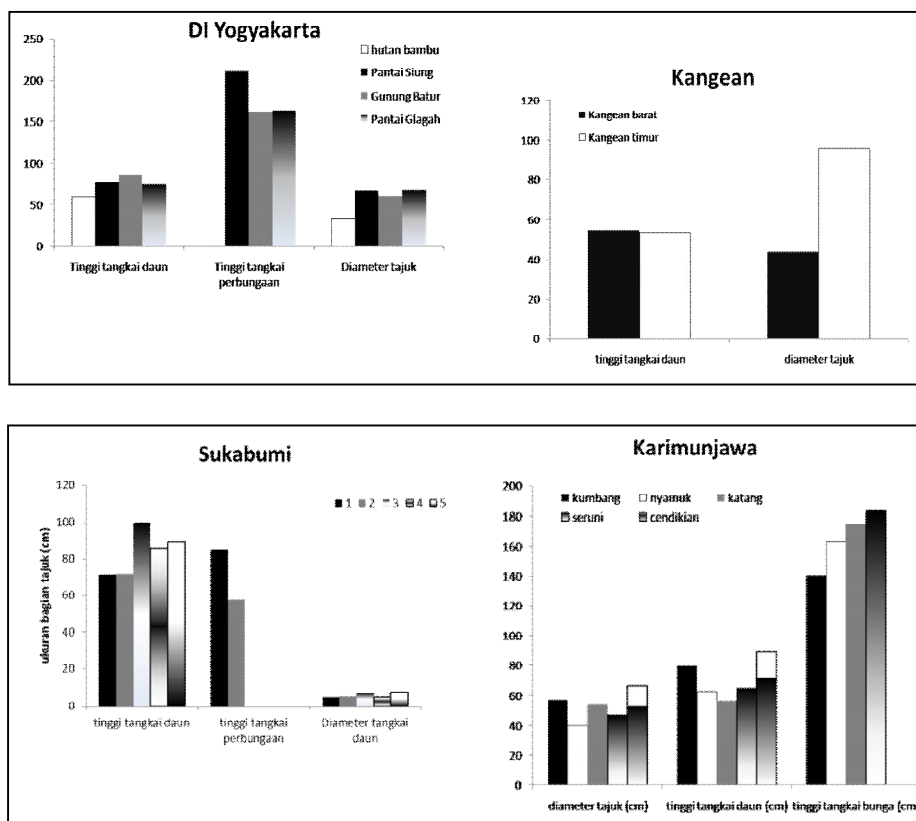 DI Yogyakarta
250
200
150
100
50
0
hutan bambu
Pantai Siung
Gunung Batur
Pantai Glagah
Tinggi tangkai daun
Tinggi tangkai
perbungaan
Diameter tajuk
Kangean
120
100
80
60
40
20
0
Kangean barat
Kangean timur
tinggi tangkai daun
diameter tajuk
Sukabumi
ukuran bagian tajuk (cm)
120
100
80
60
40
20
0
1 2 3 4 5
tinggi tangkai daun
tinggi tangkai
perbungaan
Diameter tangkai
daun
Karimunjawa
200
180
160
140
120
100
80
60
40
20
0
kumbang nyamuk katang
seruni cendikian
diameter tajuk (cm) tinggi tangkai daun (cm) tinggi tangkai bunga (cm